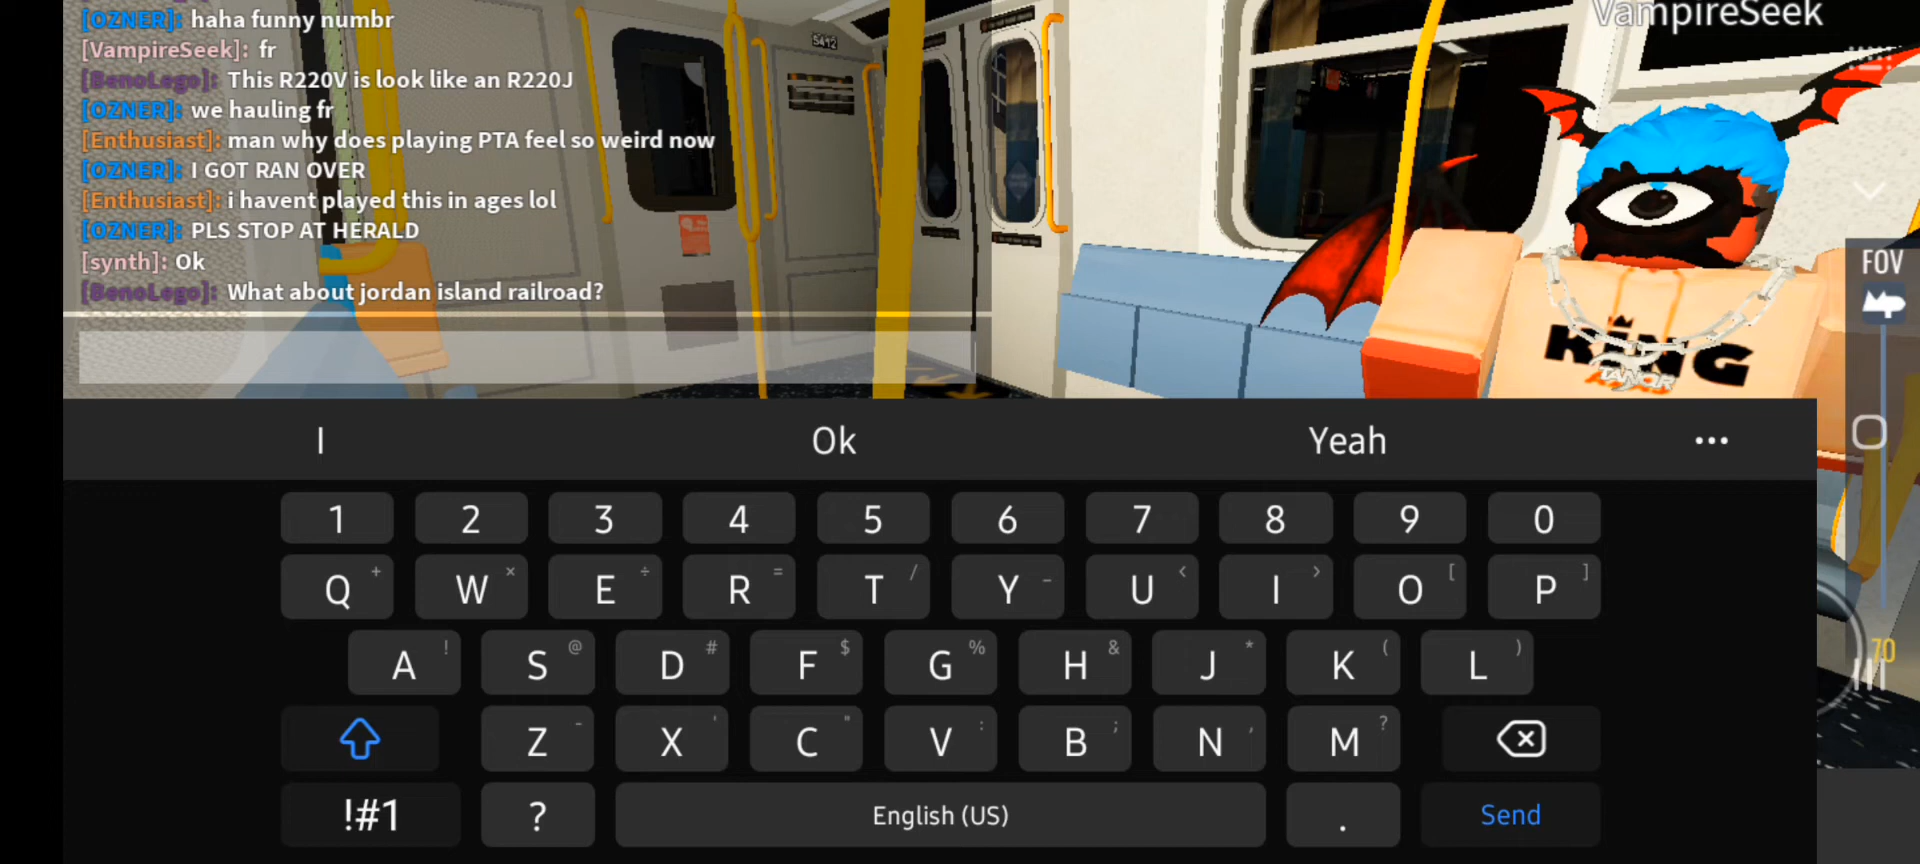 [OZNER]: haha funny numbr
VampireSeek
[VampireSeek]: fr
5412
[BenoLego]: This R220V is look like an R220J
[OZNER]: we hauling fr
[Enthusiast]: man why does playing PTA feel so weird now
[OZNER]: I GOT RAN OVER
[Enthusiast]: i havent played this in ages lol
[OZNER]: PLS STOP AT HERALD
[synth]: Ok
[BenoLego]: What about jordan island railroad?
FOV
KING
TANQR
70
I Ok Yeah ...
1 2 3 4 5 6 7 8 9 0
Q + W × E ÷ R = T / Y _ U < I > O [ P ]
A ! S @ D # F $ G % H & J * K ( L )
Z - X ' C " V : B ; N , M ?
!#1 ? English (US) . Send